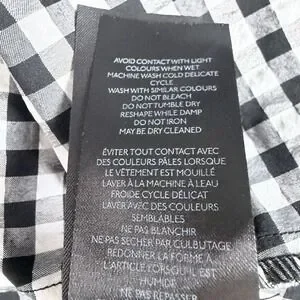 AVOID CONTACT WITH LIGHT
COLOURS WHEN WET
MACHINE WASH COLD DELICATE
CYCLE
WASH WITH SIMILAR COLOURS
DO NOT BLEACH
DO NOT TUMBLE DRY
RESHAPE WHILE DAMP
DO NOT IRON
MAY BE DRY CLEANED
ÉVITER TOUT CONTACT AVEC
DES COULEURS PÂLES LORSQUE
LE VÊTEMENT EST MOUILLÉ
LAVER À LA MACHINE À L'EAU
FROIDE CYCLE DÉLICAT
LAVER AVEC DES COULEURS
SEMBLABLES
NE PAS BLANCHIR
NE PAS SÉCHER PAR CULBUTAGE
REDONNER LA FORME À
L'ARTICLE LORSQU'IL EST
HUMIDE
NE PAS REPASSER